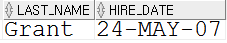 LAST_NAME HIRE_DATE
Grant 24-MAY-07